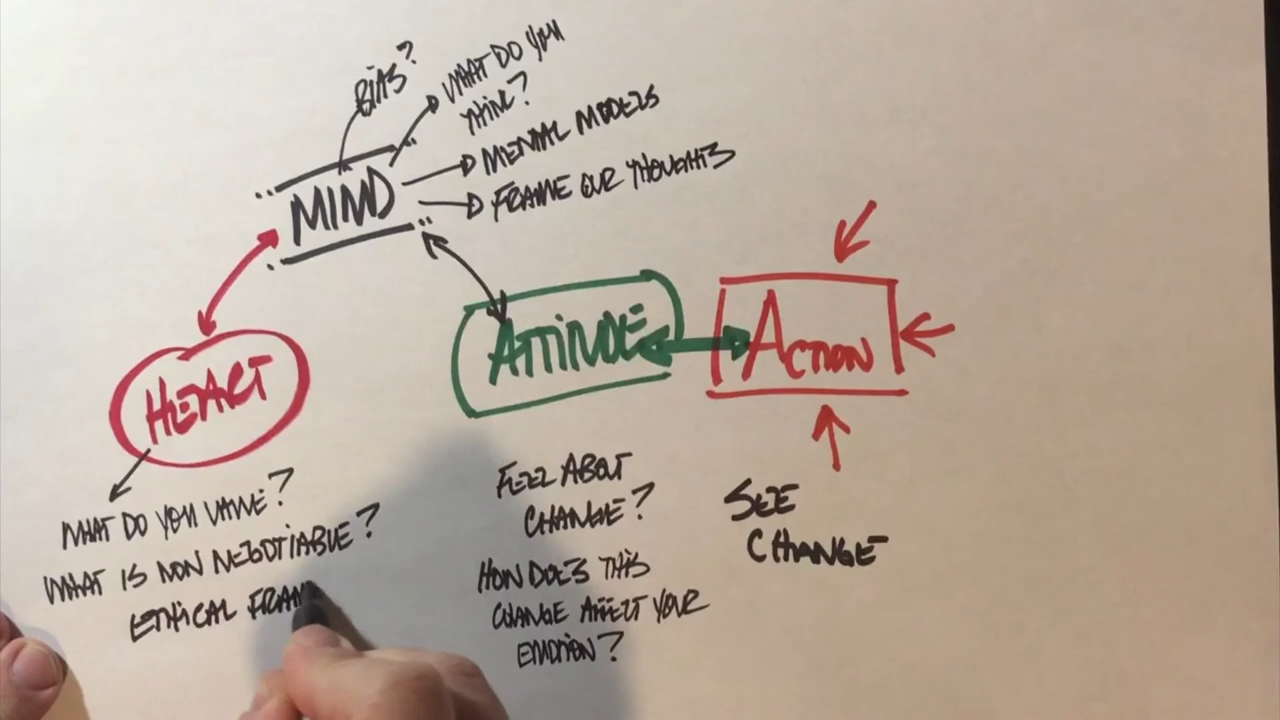 BIAS?
WHAT DO YOU
THINK?
MENTAL MODELS
FRAME OUR THOUGHTS
MIND
HEART
ATTITUDE
ACTION
WHAT DO YOU VALUE?
WHAT IS NON NEGOTIABLE?
ETHICAL FRAM
FEEL ABOUT
CHANGE?
HOW DOES THIS
CHANGE AFFECT YOUR
EMOTION?
SEE
CHANGE